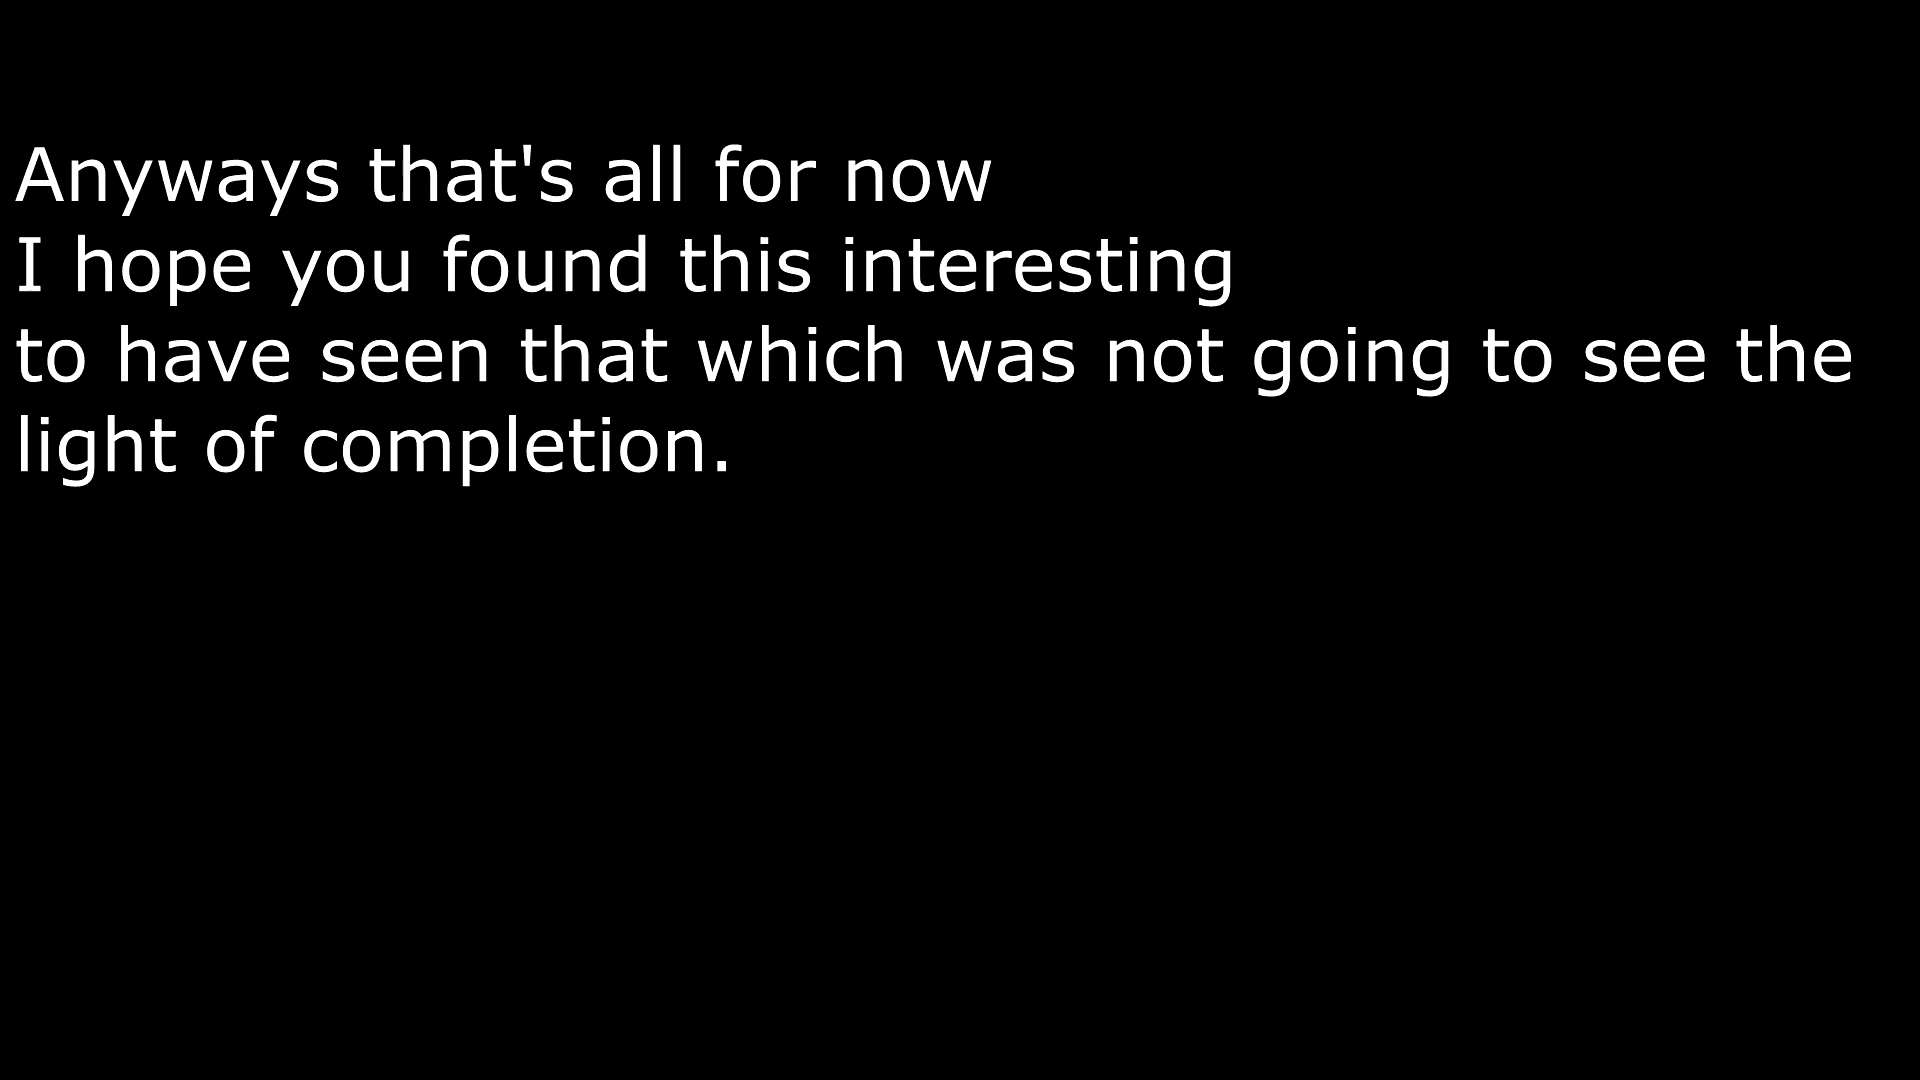 Anyways that's all for now
I hope you found this interesting
to have seen that which was not going to see the
light of completion.